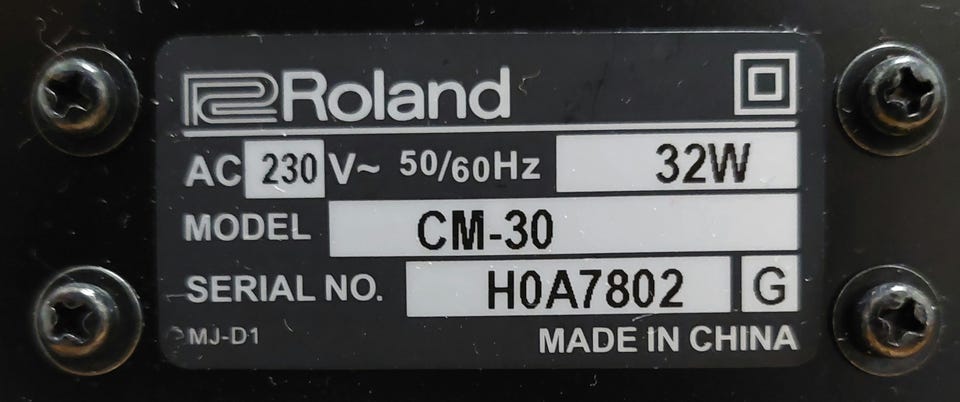 Roland
AC 230 V~ 50/60Hz 32W
MODEL CM-30
SERIAL NO. H0A7802 G
MJ-D1 MADE IN CHINA